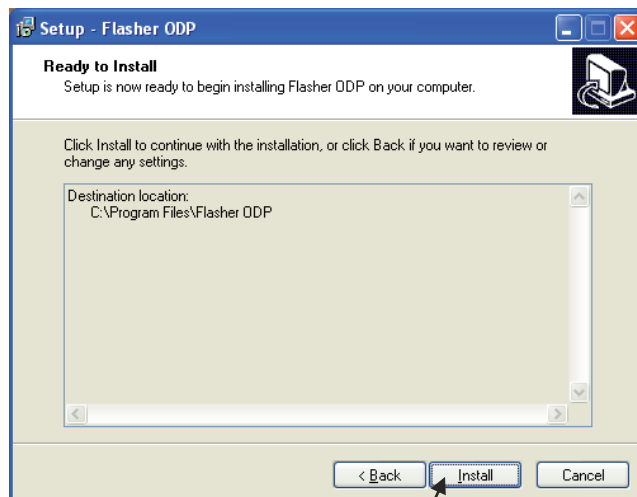 Setup - Flasher ODP
Ready to Install
Setup is now ready to begin installing Flasher ODP on your computer.
Click Install to continue with the installation, or click Back if you want to review or
change any settings.
Destination location:
C:\Program Files\Flasher ODP
< Back Install Cancel